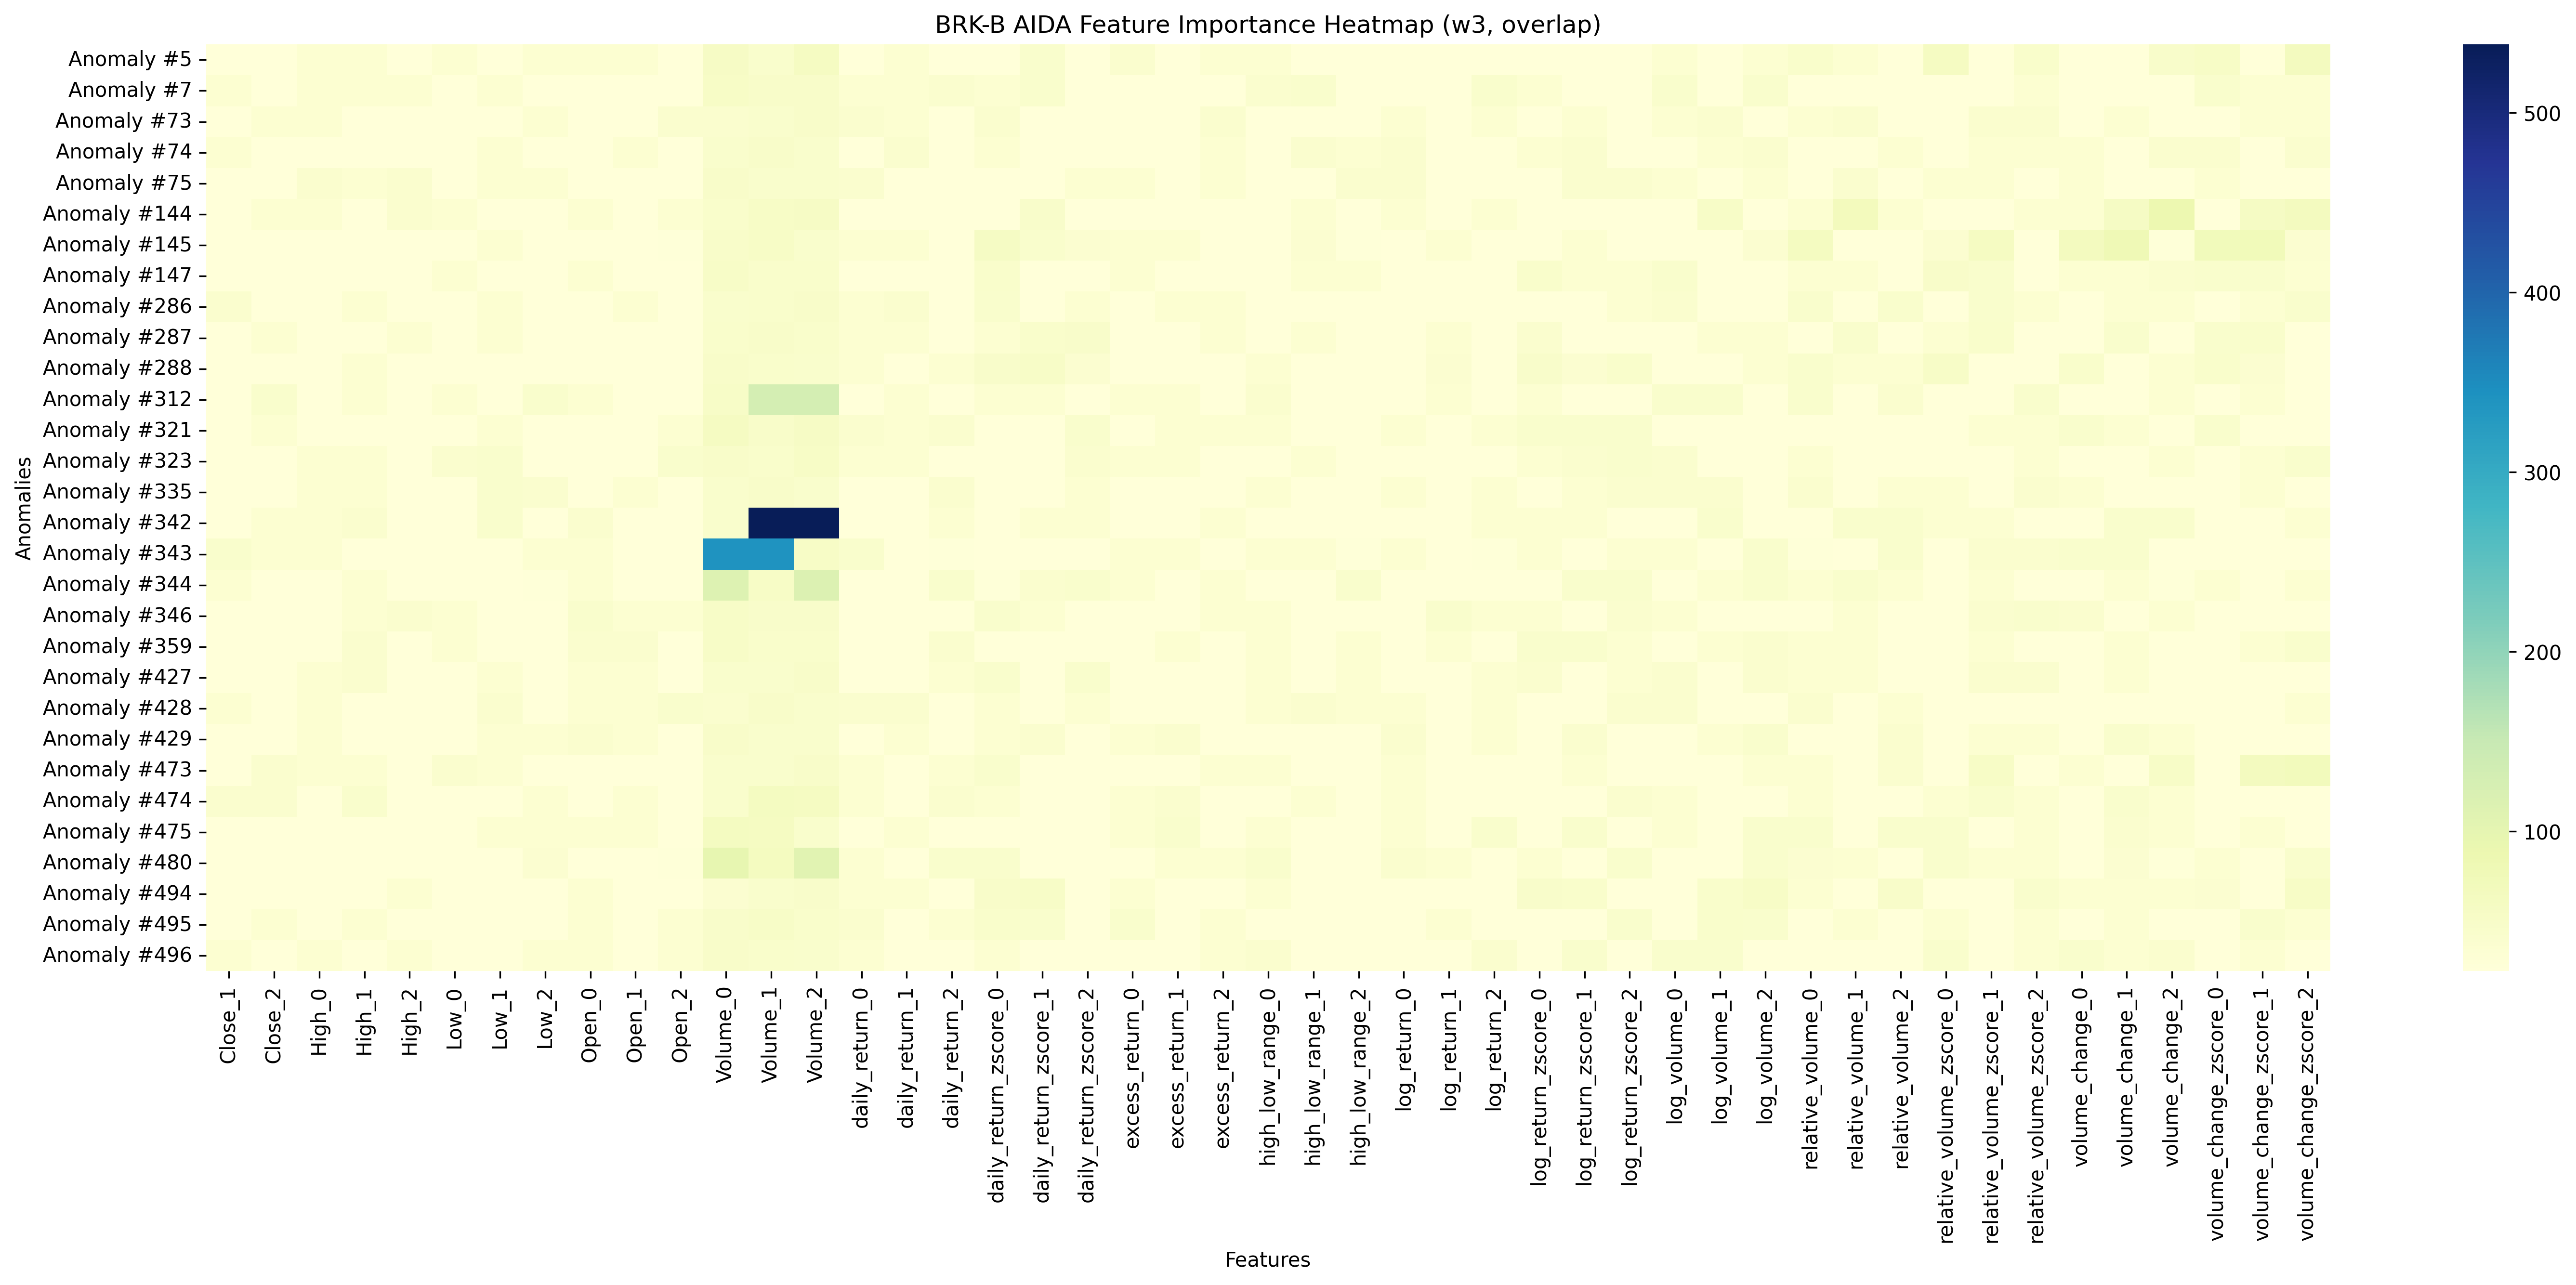 BRK-B AIDA Feature Importance Heatmap (w3, overlap)
Anomalies
Anomaly #5
Anomaly #7
Anomaly #73
Anomaly #74
Anomaly #75
Anomaly #144
Anomaly #145
Anomaly #147
Anomaly #286
Anomaly #287
Anomaly #288
Anomaly #312
Anomaly #321
Anomaly #323
Anomaly #335
Anomaly #342
Anomaly #343
Anomaly #344
Anomaly #346
Anomaly #359
Anomaly #427
Anomaly #428
Anomaly #429
Anomaly #473
Anomaly #474
Anomaly #475
Anomaly #480
Anomaly #494
Anomaly #495
Anomaly #496
Close_1
Close_2
High_0
High_1
High_2
Low_0
Low_1
Low_2
Open_0
Open_1
Open_2
Volume_0
Volume_1
Volume_2
daily_return_0
daily_return_1
daily_return_2
daily_return_zscore_0
daily_return_zscore_1
daily_return_zscore_2
excess_return_0
excess_return_1
excess_return_2
high_low_range_0
high_low_range_1
high_low_range_2
log_return_0
log_return_1
log_return_2
log_return_zscore_0
log_return_zscore_1
log_return_zscore_2
log_volume_0
log_volume_1
log_volume_2
relative_volume_0
relative_volume_1
relative_volume_2
relative_volume_zscore_0
relative_volume_zscore_1
relative_volume_zscore_2
volume_change_0
volume_change_1
volume_change_2
volume_change_zscore_0
volume_change_zscore_1
volume_change_zscore_2
Features
500
400
300
200
100